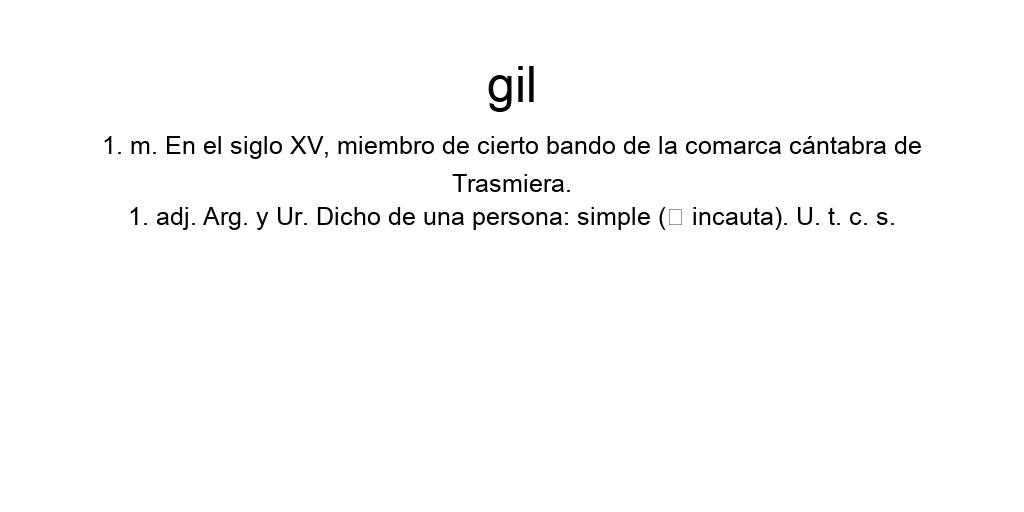 gil
1. m. En el siglo XV, miembro de cierto bando de la comarca cántabra de
Trasmiera.
1. adj. Arg. y Ur. Dicho de una persona: simple (□ incauta). U. t. c. s.